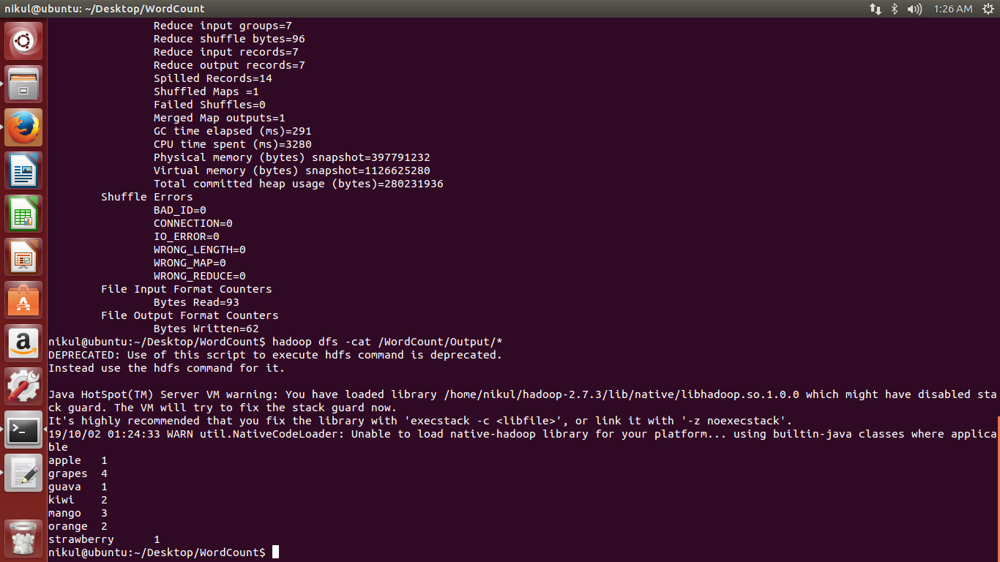 nikul@ubuntu: ~/Desktop/WordCount
1:26 AM
Reduce input groups=7
Reduce shuffle bytes=96
Reduce input records=7
Reduce output records=7
Spilled Records=14
Shuffled Maps =1
Failed Shuffles=0
Merged Map outputs=1
GC time elapsed (ms)=291
CPU time spent (ms)=3280
Physical memory (bytes) snapshot=397791232
Virtual memory (bytes) snapshot=1126625280
Total committed heap usage (bytes)=280231936
Shuffle Errors
BAD_ID=0
CONNECTION=0
IO_ERROR=0
WRONG_LENGTH=0
WRONG_MAP=0
WRONG_REDUCE=0
File Input Format Counters
Bytes Read=93
File Output Format Counters
Bytes Written=62
nikul@ubuntu:~/Desktop/WordCount$ hadoop dfs -cat /WordCount/Output/*
DEPRECATED: Use of this script to execute hdfs command is deprecated.
Instead use the hdfs command for it.
Java HotSpot(TM) Server VM warning: You have loaded library /home/nikul/hadoop-2.7.3/lib/native/libhadoop.so.1.0.0 which might have disabled sta
ck guard. The VM will try to fix the stack guard now.
It's highly recommended that you fix the library with 'execstack -c <libfile>', or link it with '-z noexecstack'.
19/10/02 01:24:33 WARN util.NativeCodeLoader: Unable to load native-hadoop library for your platform... using builtin-java classes where applica
ble
apple 1
grapes 4
guava 1
kiwi 2
mango 3
orange 2
strawberry 1
nikul@ubuntu:~/Desktop/WordCount$